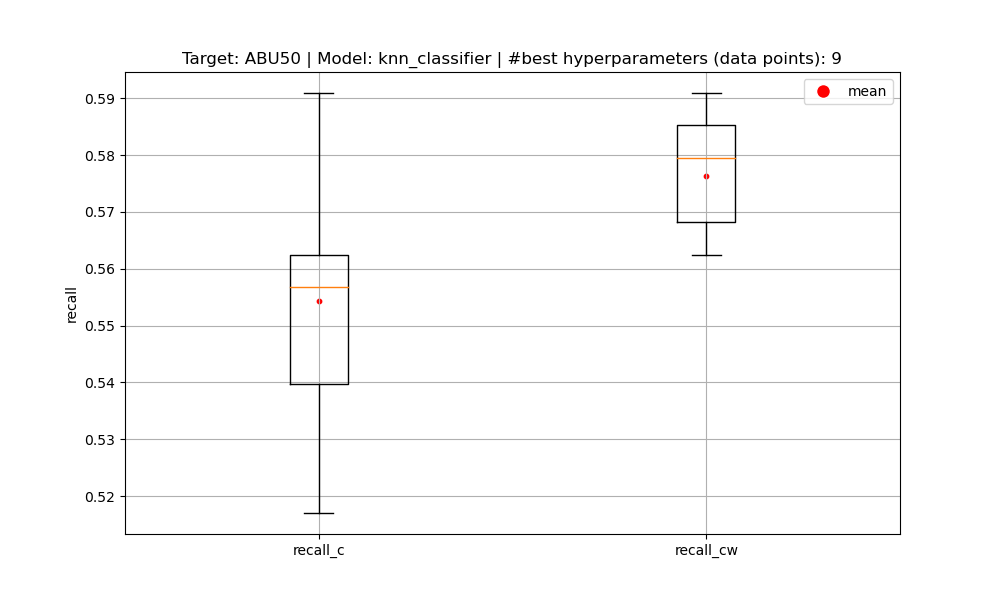 Target: ABU50 | Model: knn_classifier | #best hyperparameters (data points): 9
mean
0.59
0.58
0.57
0.56
0.55
0.54
0.53
0.52
recall
recall_c
recall_cw